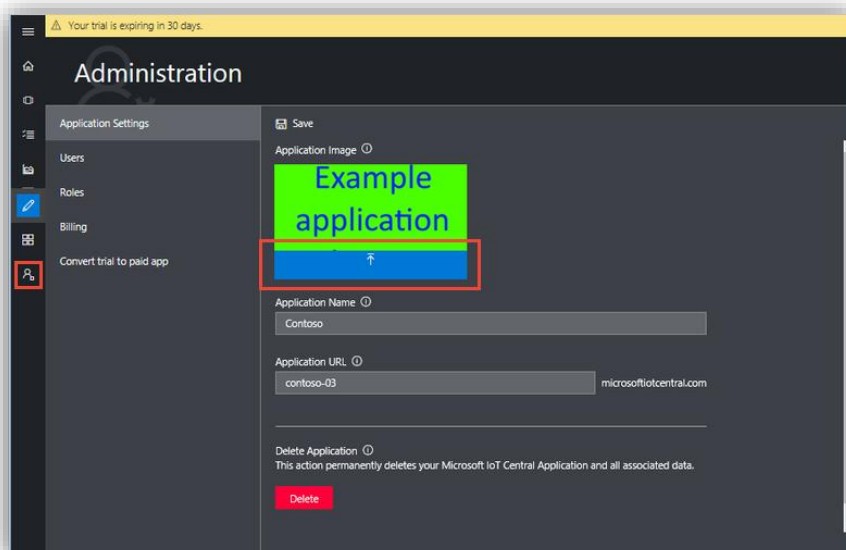 Your trial is expiring in 30 days.
Administration
Application Settings
Users
Roles
Billing
Convert trial to paid app
Save
Application Image
Example
application
Application Name
Contoso
Application URL
contoso-03 microsoftiotcentral.com
Delete Application
This action permanently deletes your Microsoft IoT Central Application and all associated data.
Delete